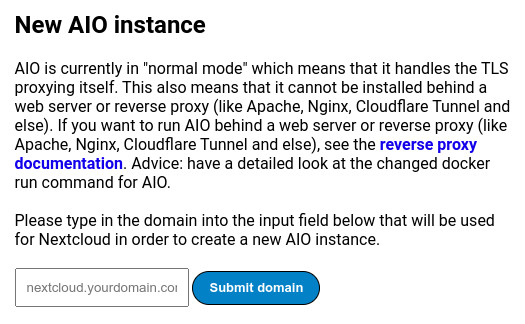 New AIO instance
AIO is currently in "normal mode" which means that it handles the TLS
proxying itself. This also means that it cannot be installed behind a
web server or reverse proxy (like Apache, Nginx, Cloudflare Tunnel and
else). If you want to run AIO behind a web server or reverse proxy (like
Apache, Nginx, Cloudflare Tunnel and else), see the reverse proxy
documentation. Advice: have a detailed look at the changed docker
run command for AIO.
Please type in the domain into the input field below that will be used
for Nextcloud in order to create a new AIO instance.
nextcloud.yourdomain.co Submit domain